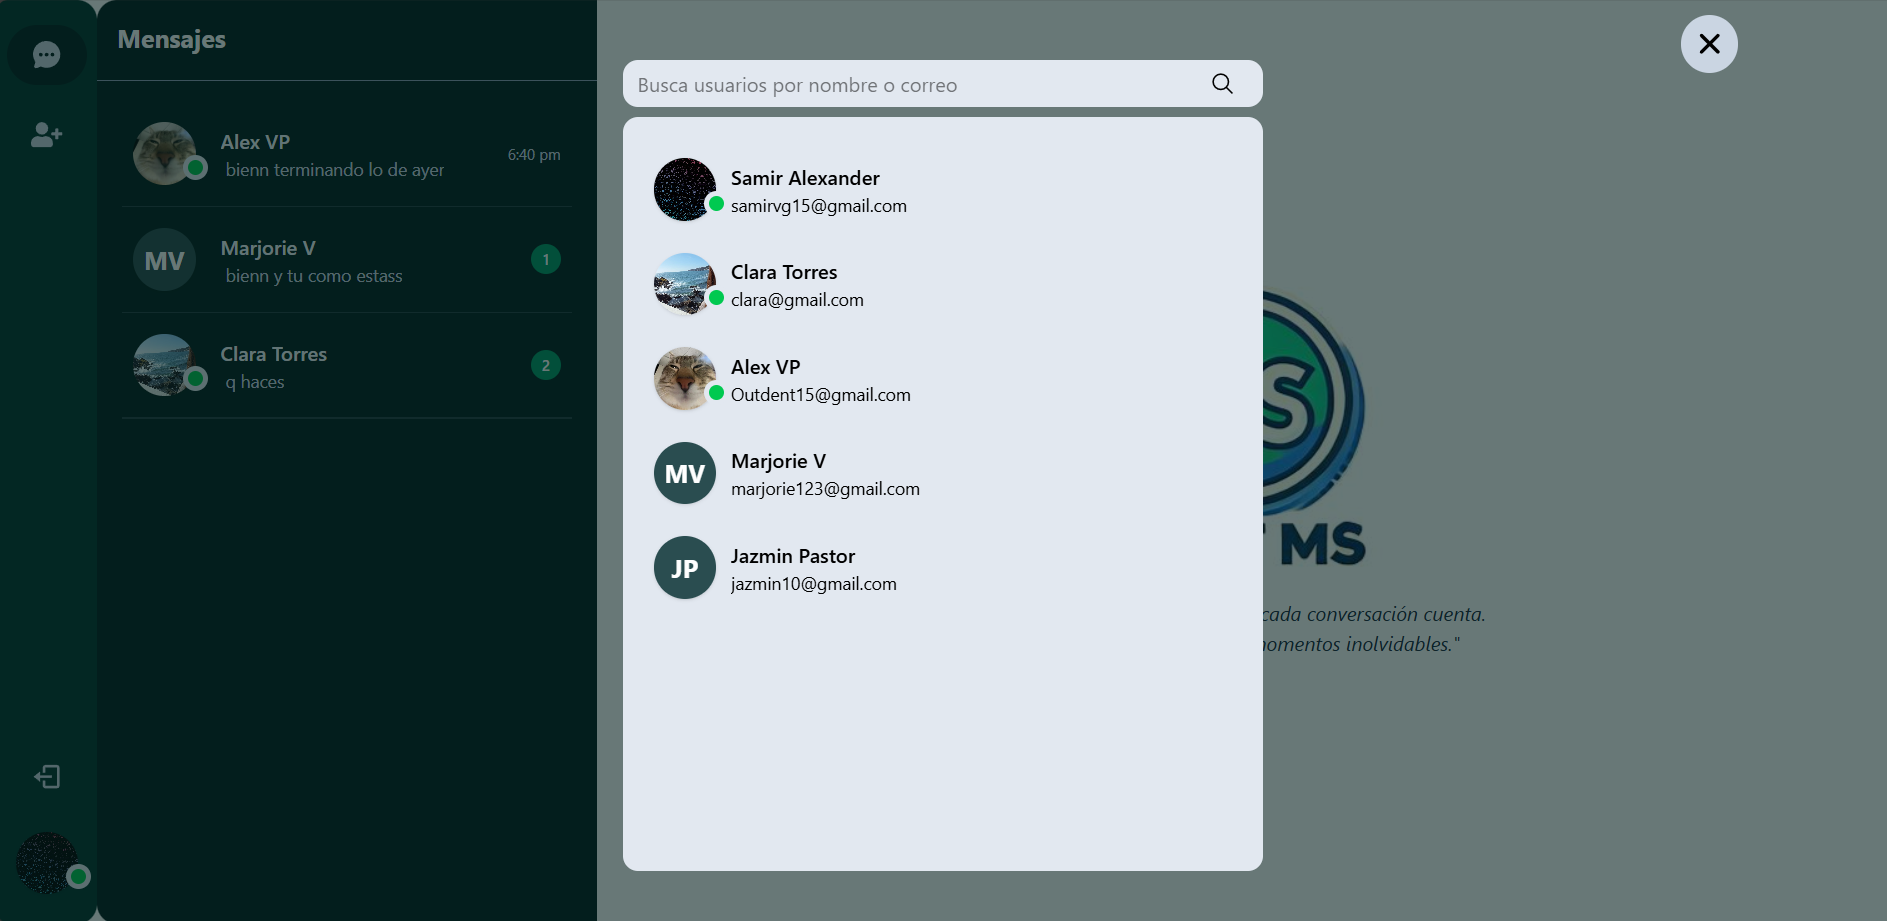 Mensajes
Alex VP
bienn terminando lo de ayer
6:40 pm
MV
Marjorie V
bienn y tu como estass
1
Clara Torres
q haces
2
Busca usuarios por nombre o correo
Samir Alexander
samirvg15@gmail.com
Clara Torres
clara@gmail.com
Alex VP
Outdent15@gmail.com
MV
Marjorie V
marjorie123@gmail.com
JP
Jazmin Pastor
jazmin10@gmail.com
S
MS
cada conversación cuenta.
momentos inolvidables."